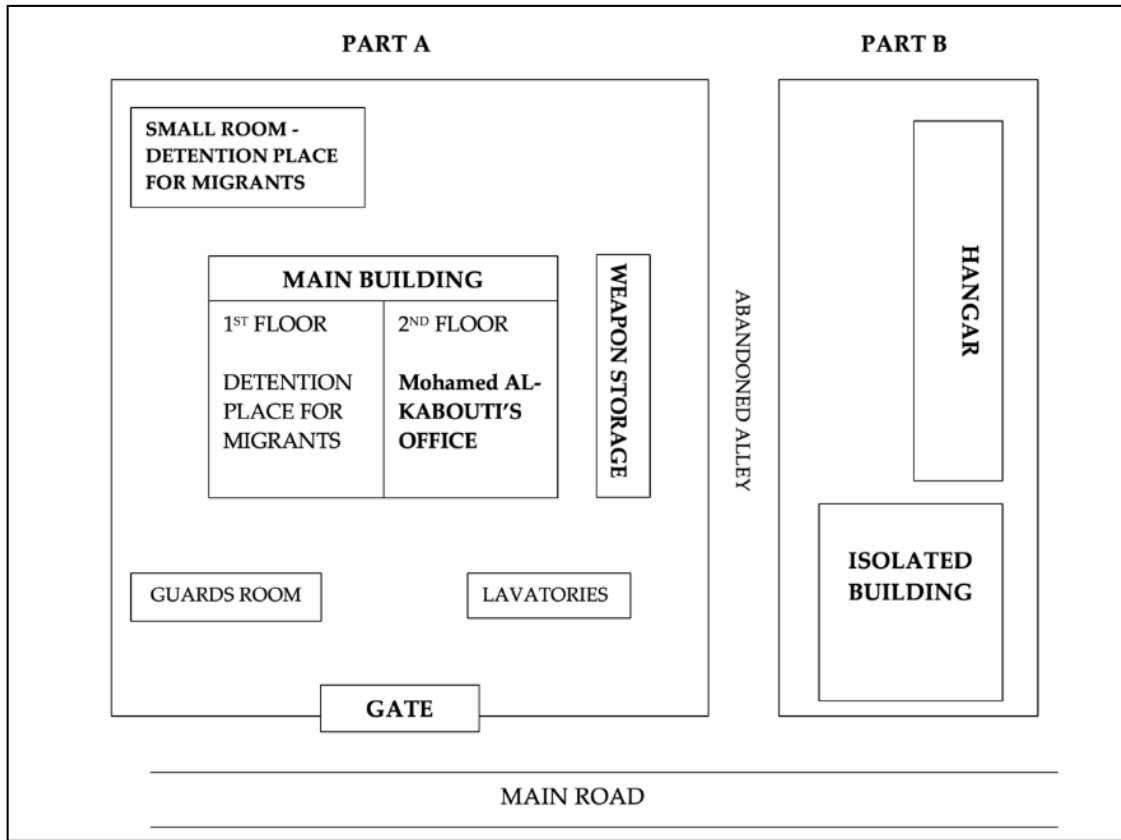 PART A
PART B
SMALL ROOM -
DETENTION PLACE
FOR MIGRANTS
MAIN BUILDING
1ST FLOOR
DETENTION
PLACE FOR
MIGRANTS
2ND FLOOR
Mohamed AL-
KABOUTI'S
OFFICE
WEAPON STORAGE
ABANDONED ALLEY
HANGAR
ISOLATED
BUILDING
GUARDS ROOM
LAVATORIES
GATE
MAIN ROAD